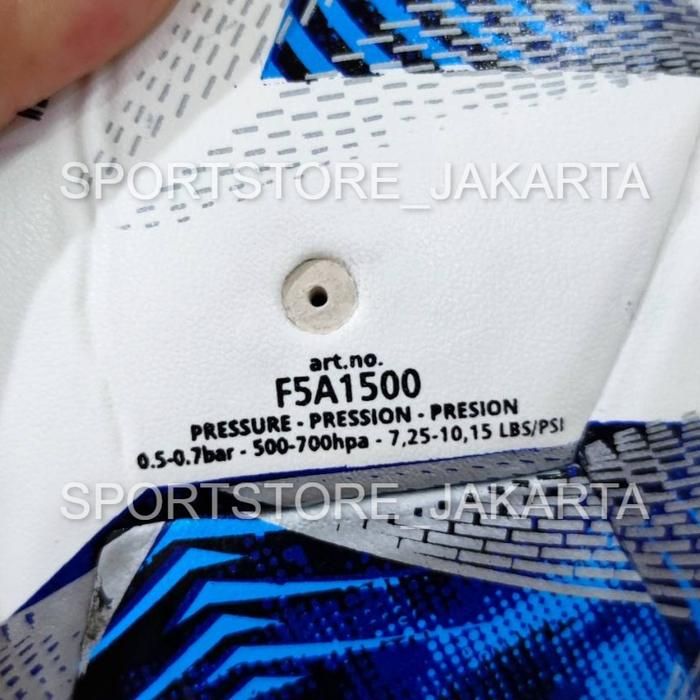 SPORTSTORE_JAKARTA
art.no.
F5A1500
PRESSURE - PRESSION - PRESION
0.5-0.7bar - 500-700hpa - 7,25-10,15 LBS/PSI
SPORTSTORE_JAKARTA